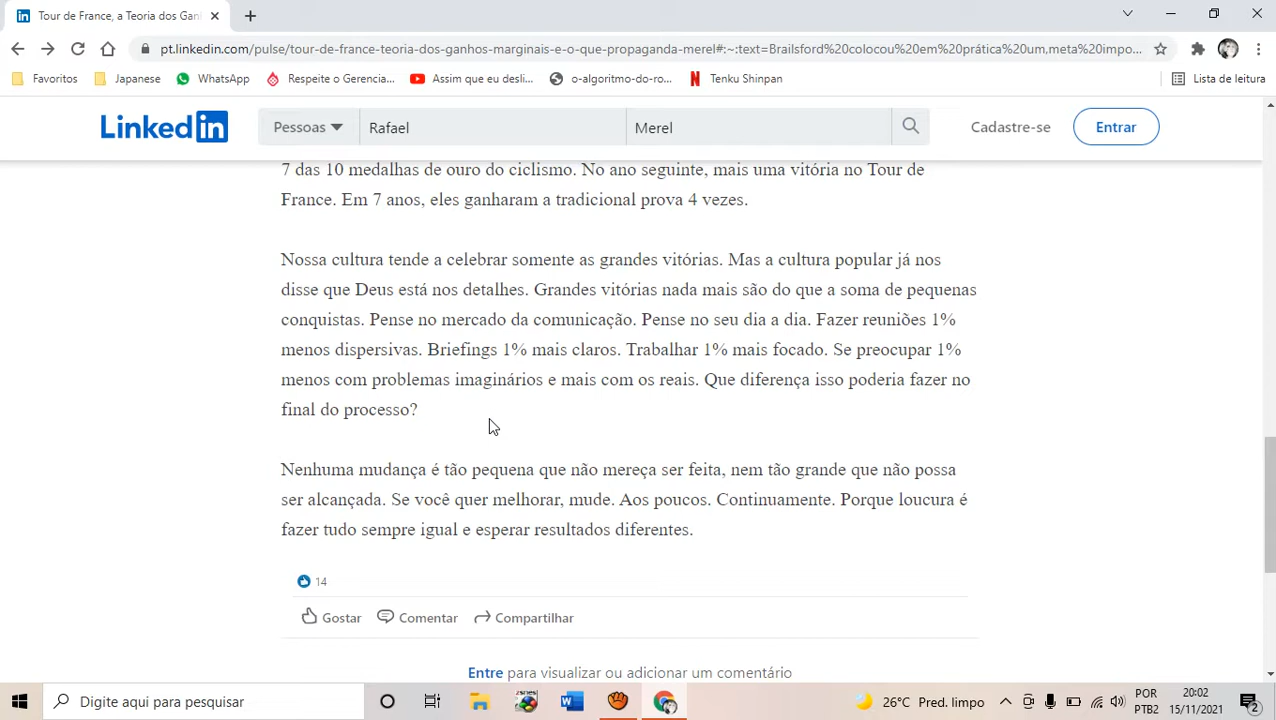 Tour de France, a Teoria dos Gan
pt.linkedin.com/pulse/tour-de-france-teoria-dos-ganhos-marginais-e-o-que-propaganda-merel#:~:text=Brailsford%20colocou%20em%20prática%20um,meta%20impo...
Favoritos Japanese WhatsApp Respeite o Gerencia... Assim que eu desli... o-algoritmo-do-ro... Tenku Shinpan Lista de leitura
Linkedin Pessoas Rafael Merel Cadastre-se Entrar
7 das 10 medalhas de ouro do ciclismo. No ano seguinte, mais uma vitória no Tour de
France. Em 7 anos, eles ganharam a tradicional prova 4 vezes.
Nossa cultura tende a celebrar somente as grandes vitórias. Mas a cultura popular já nos
disse que Deus está nos detalhes. Grandes vitórias nada mais são do que a soma de pequenas
conquistas. Pense no mercado da comunicação. Pense no seu dia a dia. Fazer reuniões 1%
menos dispersivas. Briefings 1% mais claros. Trabalhar 1% mais focado. Se preocupar 1%
menos com problemas imaginários e mais com os reais. Que diferença isso poderia fazer no
final do processo?
Nenhuma mudança é tão pequena que não mereça ser feita, nem tão grande que não possa
ser alcançada. Se você quer melhorar, mude. Aos poucos. Continuamente. Porque loucura é
fazer tudo sempre igual e esperar resultados diferentes.
14
Gostar Comentar Compartilhar
Entre para visualizar ou adicionar um comentário
Digite aqui para pesquisar 26°C Pred. limpo POR 20:02
PTB2 15/11/2021 2